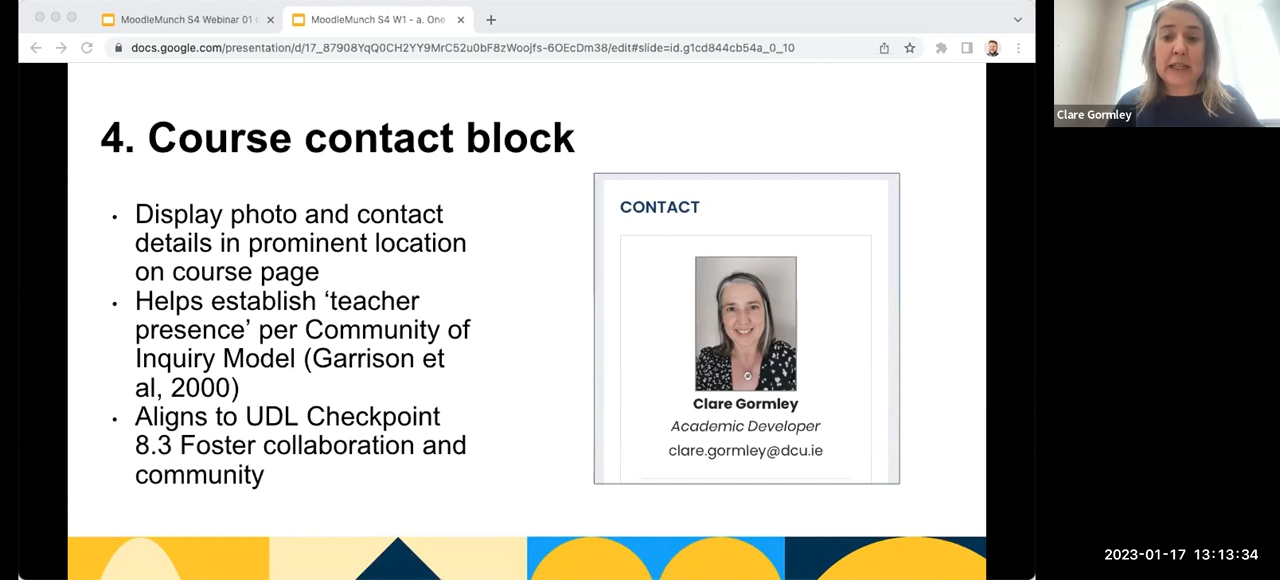 MoodleMunch S4 Webinar 01
MoodleMunch S4 W1 - a. One
docs.google.com/presentation/d/17_87908YqQ0CH2YY9MrC52u0bF8zWoojfs-6OEcDm38/edit#slide=id.g1cd844cb54a_0_10
Clare Gormley
4. Course contact block
• Display photo and contact
details in prominent location
on course page
• Helps establish ‘teacher
presence’ per Community of
Inquiry Model (Garrison et
al, 2000)
• Aligns to UDL Checkpoint
8.3 Foster collaboration and
community
CONTACT
Clare Gormley
Academic Developer
clare.gormley@dcu.ie
2023-01-17 13:13:34